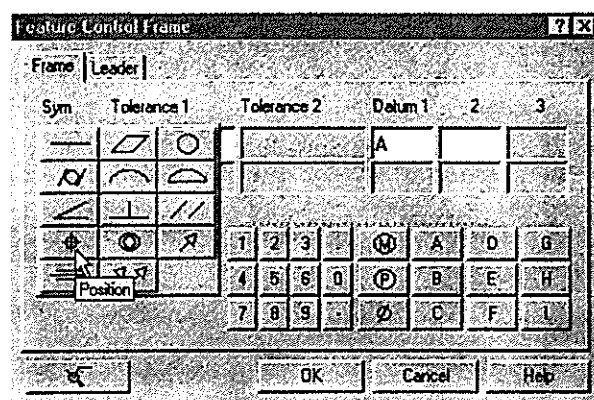 Feature Control Frame ? X
Frame Leader
Sym Tolerance 1 Tolerance 2 Datum 1 2 3
A
1 2 3 . M A D G
4 5 6 0 P B E H
Position
7 8 9 - Ø C F L
OK Cancel Help